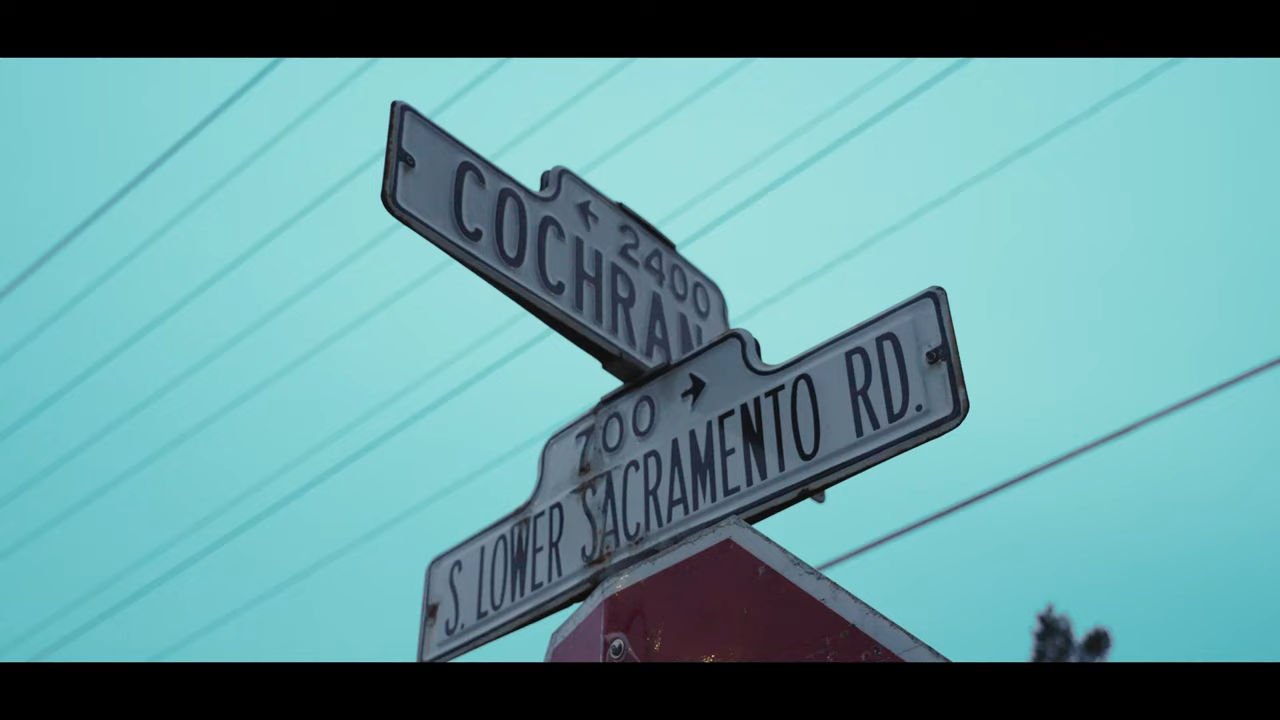 ← 2400
COCHRAN
700 →
S. LOWER SACRAMENTO RD.